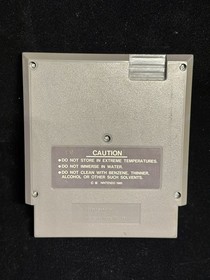 CAUTION
•DO NOT STORE IN EXTREME TEMPERATURES.
•DO NOT IMMERSE IN WATER.
•DO NOT CLEAN WITH BENZENE, THINNER,
ALCOHOL OR OTHER SUCH SOLVENTS.
NINTENDO